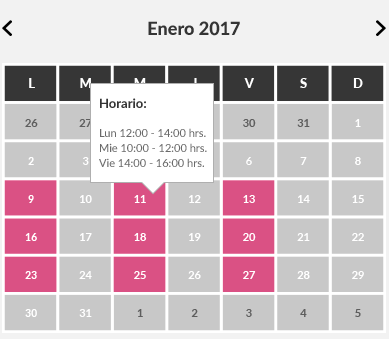 Enero 2017
L M M J V S D
Horario:
Lun 12:00 - 14:00 hrs.
Mie 10:00 - 12:00 hrs.
Vie 14:00 - 16:00 hrs.
26 27 30 31 1
2 3 6 7 8
9 10 11 12 13 14 15
16 17 18 19 20 21 22
23 24 25 26 27 28 29
30 31 1 2 3 4 5